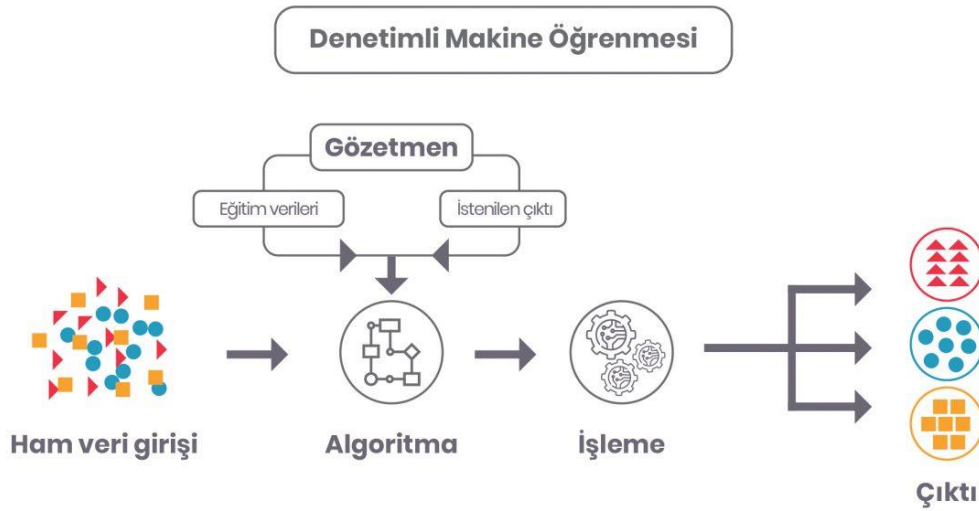 Denetimli Makine Öğrenmesi
Gözetmen
Eğitim verileri
İstenilen çıktı
Ham veri girişi
Algoritma
İşleme
Çıktı